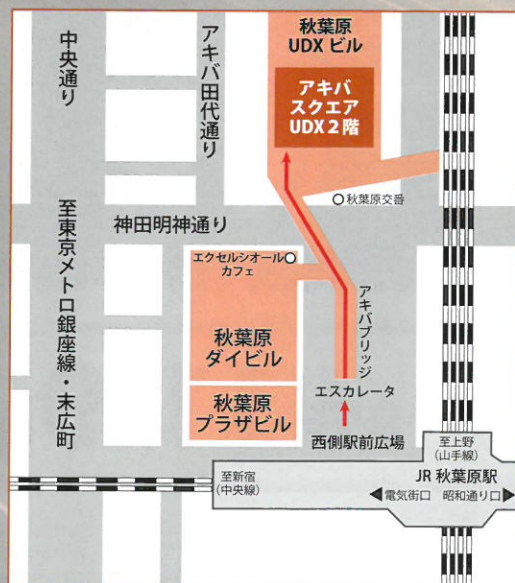 中央通り
至東京メトロ銀座線・末広町
アキバ田代通り
秋葉原
UDX ビル
アキバ
スクエア
UDX 2 階
秋葉原交番
神田明神通り
エクセルシオール
カフェ
アキバブリッジ
秋葉原
ダイビル
エスカレータ
秋葉原
プラザビル
西側駅前広場
至上野
(山手線)
至新宿
(中央線)
JR 秋葉原駅
電気街口 昭和通り口